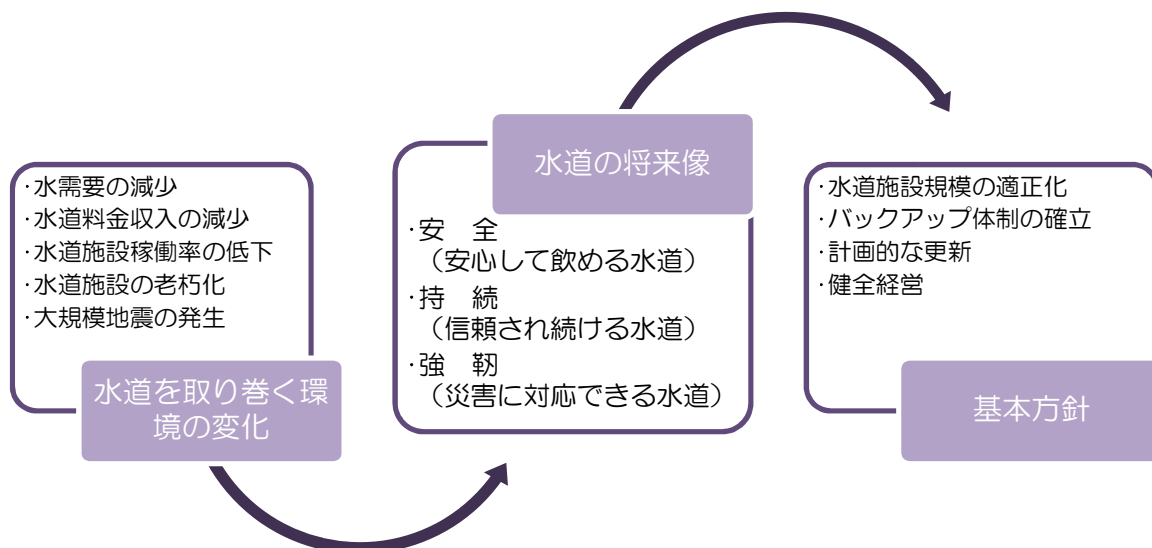 ・水需要の減少
・水道料金収入の減少
・水道施設稼働率の低下
・水道施設の老朽化
・大規模地震の発生
水道を取り巻く環
境の変化
水道の将来像
・安　全
（安心して飲める水道）
・持　続
（信頼され続ける水道）
・強　靭
（災害に対応できる水道）
・水道施設規模の適正化
・バックアップ体制の確立
・計画的な更新
・健全経営
基本方針